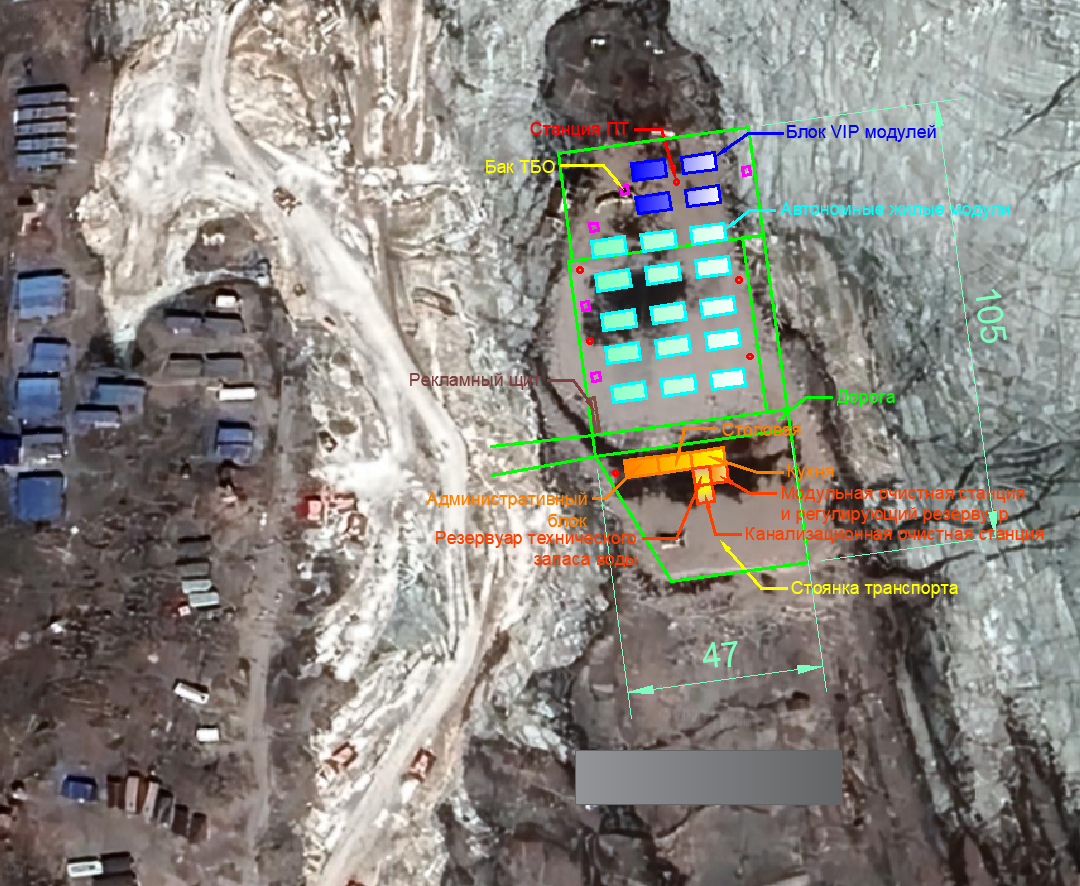 Станция ПТ
Блок VIP модулей
Бак ТБО
Автономные жилые модули
105
Рекламный щит
Дорога
Столовая
Кухня
Административный
блок
Модульная очистная станция
и регулирующий резервуар
Резервуар технического
запаса воды
Канализационная очистная станция
Стоянка транспорта
47